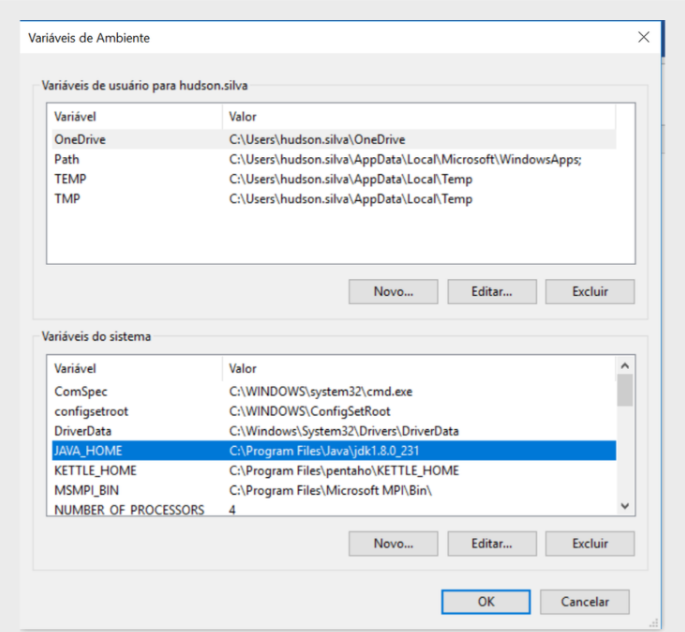 Variáveis de Ambiente
Variáveis de usuário para hudson.silva
Variável Valor
OneDrive C:\Users\hudson.silva\OneDrive
Path C:\Users\hudson.silva\AppData\Local\Microsoft\WindowsApps;
TEMP C:\Users\hudson.silva\AppData\Local\Temp
TMP C:\Users\hudson.silva\AppData\Local\Temp
Novo... Editar... Excluir
Variáveis do sistema
Variável Valor
ComSpec C:\WINDOWS\system32\cmd.exe
configsetroot C:\WINDOWS\ConfigSetRoot
DriverData C:\Windows\System32\Drivers\DriverData
JAVA_HOME C:\Program Files\Java\jdk1.8.0_231
KETTLE_HOME C:\Program Files\pentaho\KETTLE_HOME
MSMPI_BIN C:\Program Files\Microsoft MPI\Bin\
NUMBER_OF_PROCESSORS 4
Novo... Editar... Excluir
OK Cancelar